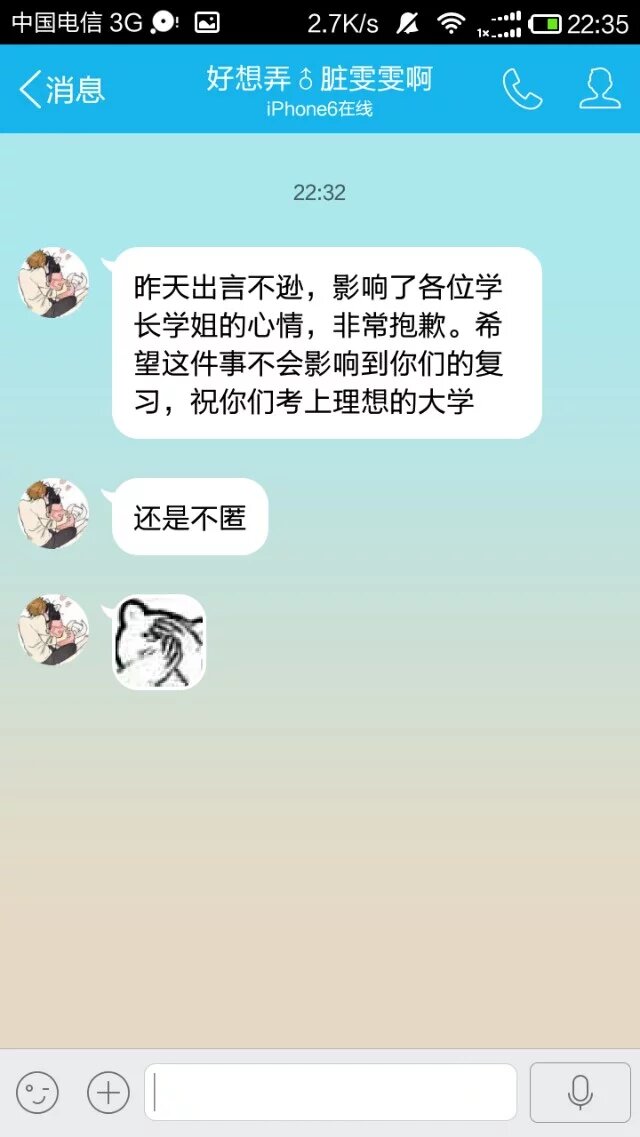 中国电信 3G 2.7K/s 1x 22:35
消息 好想弄♂脏雯雯啊
iPhone6在线
22:32
昨天出言不逊，影响了各位学
长学姐的心情，非常抱歉。希
望这件事不会影响到你们的复
习，祝你们考上理想的大学
还是不匿